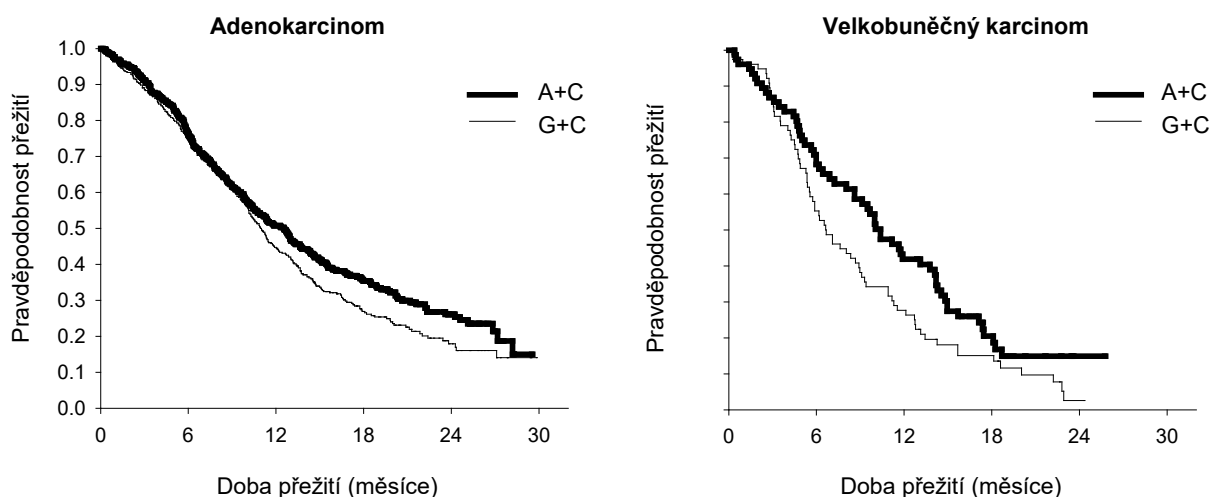 Adenokarcinom
Pravděpodobnost přežití
1.0
0.9
0.8
0.7
0.6
0.5
0.4
0.3
0.2
0.1
0.0
A+C
G+C
0 6 12 18 24 30
Doba přežití (měsíce)
Velkobuněčný karcinom
Pravděpodobnost přežití
A+C
G+C
0 6 12 18 24 30
Doba přežití (měsíce)